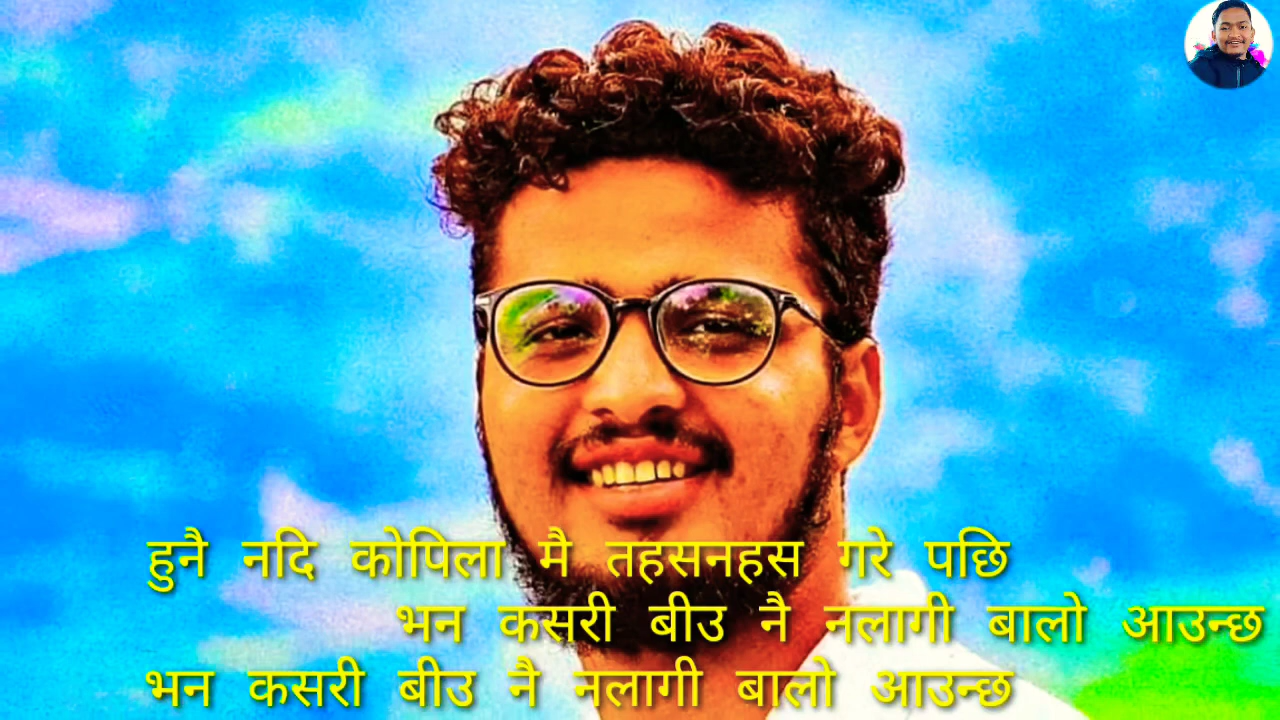 हुनै नदि कोपिला मै तहसनहस गरे पछि
भन कसरी बीउ नै नलागी बालो आउन्छ
भन कसरी बीउ नै नलागी बालो आउन्छ